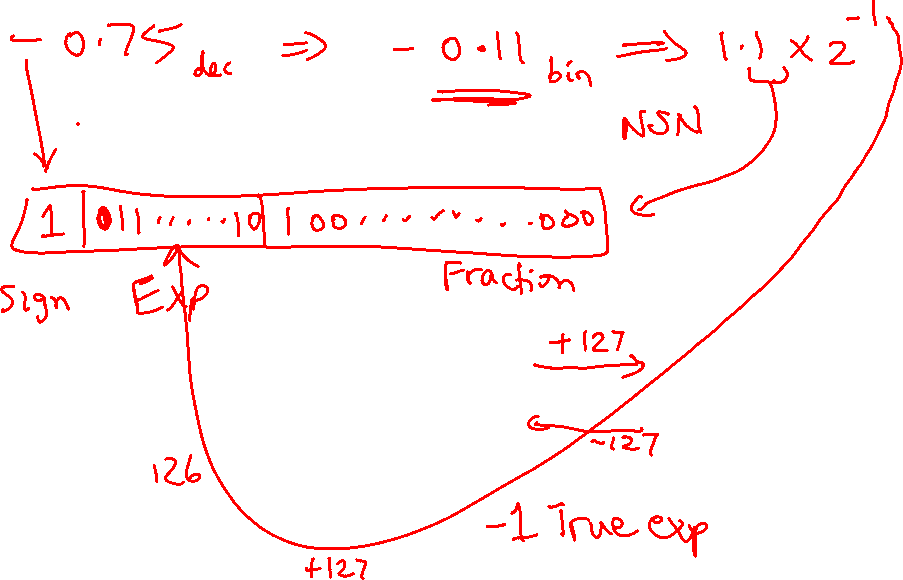 - 0.75 dec ⇒ - 0.11 bin ⇒ 1.1 × 2^-1
NSN
1 011......10 100...........000
Sign Exp Fraction
+127
-127
126
-1 True exp
+127